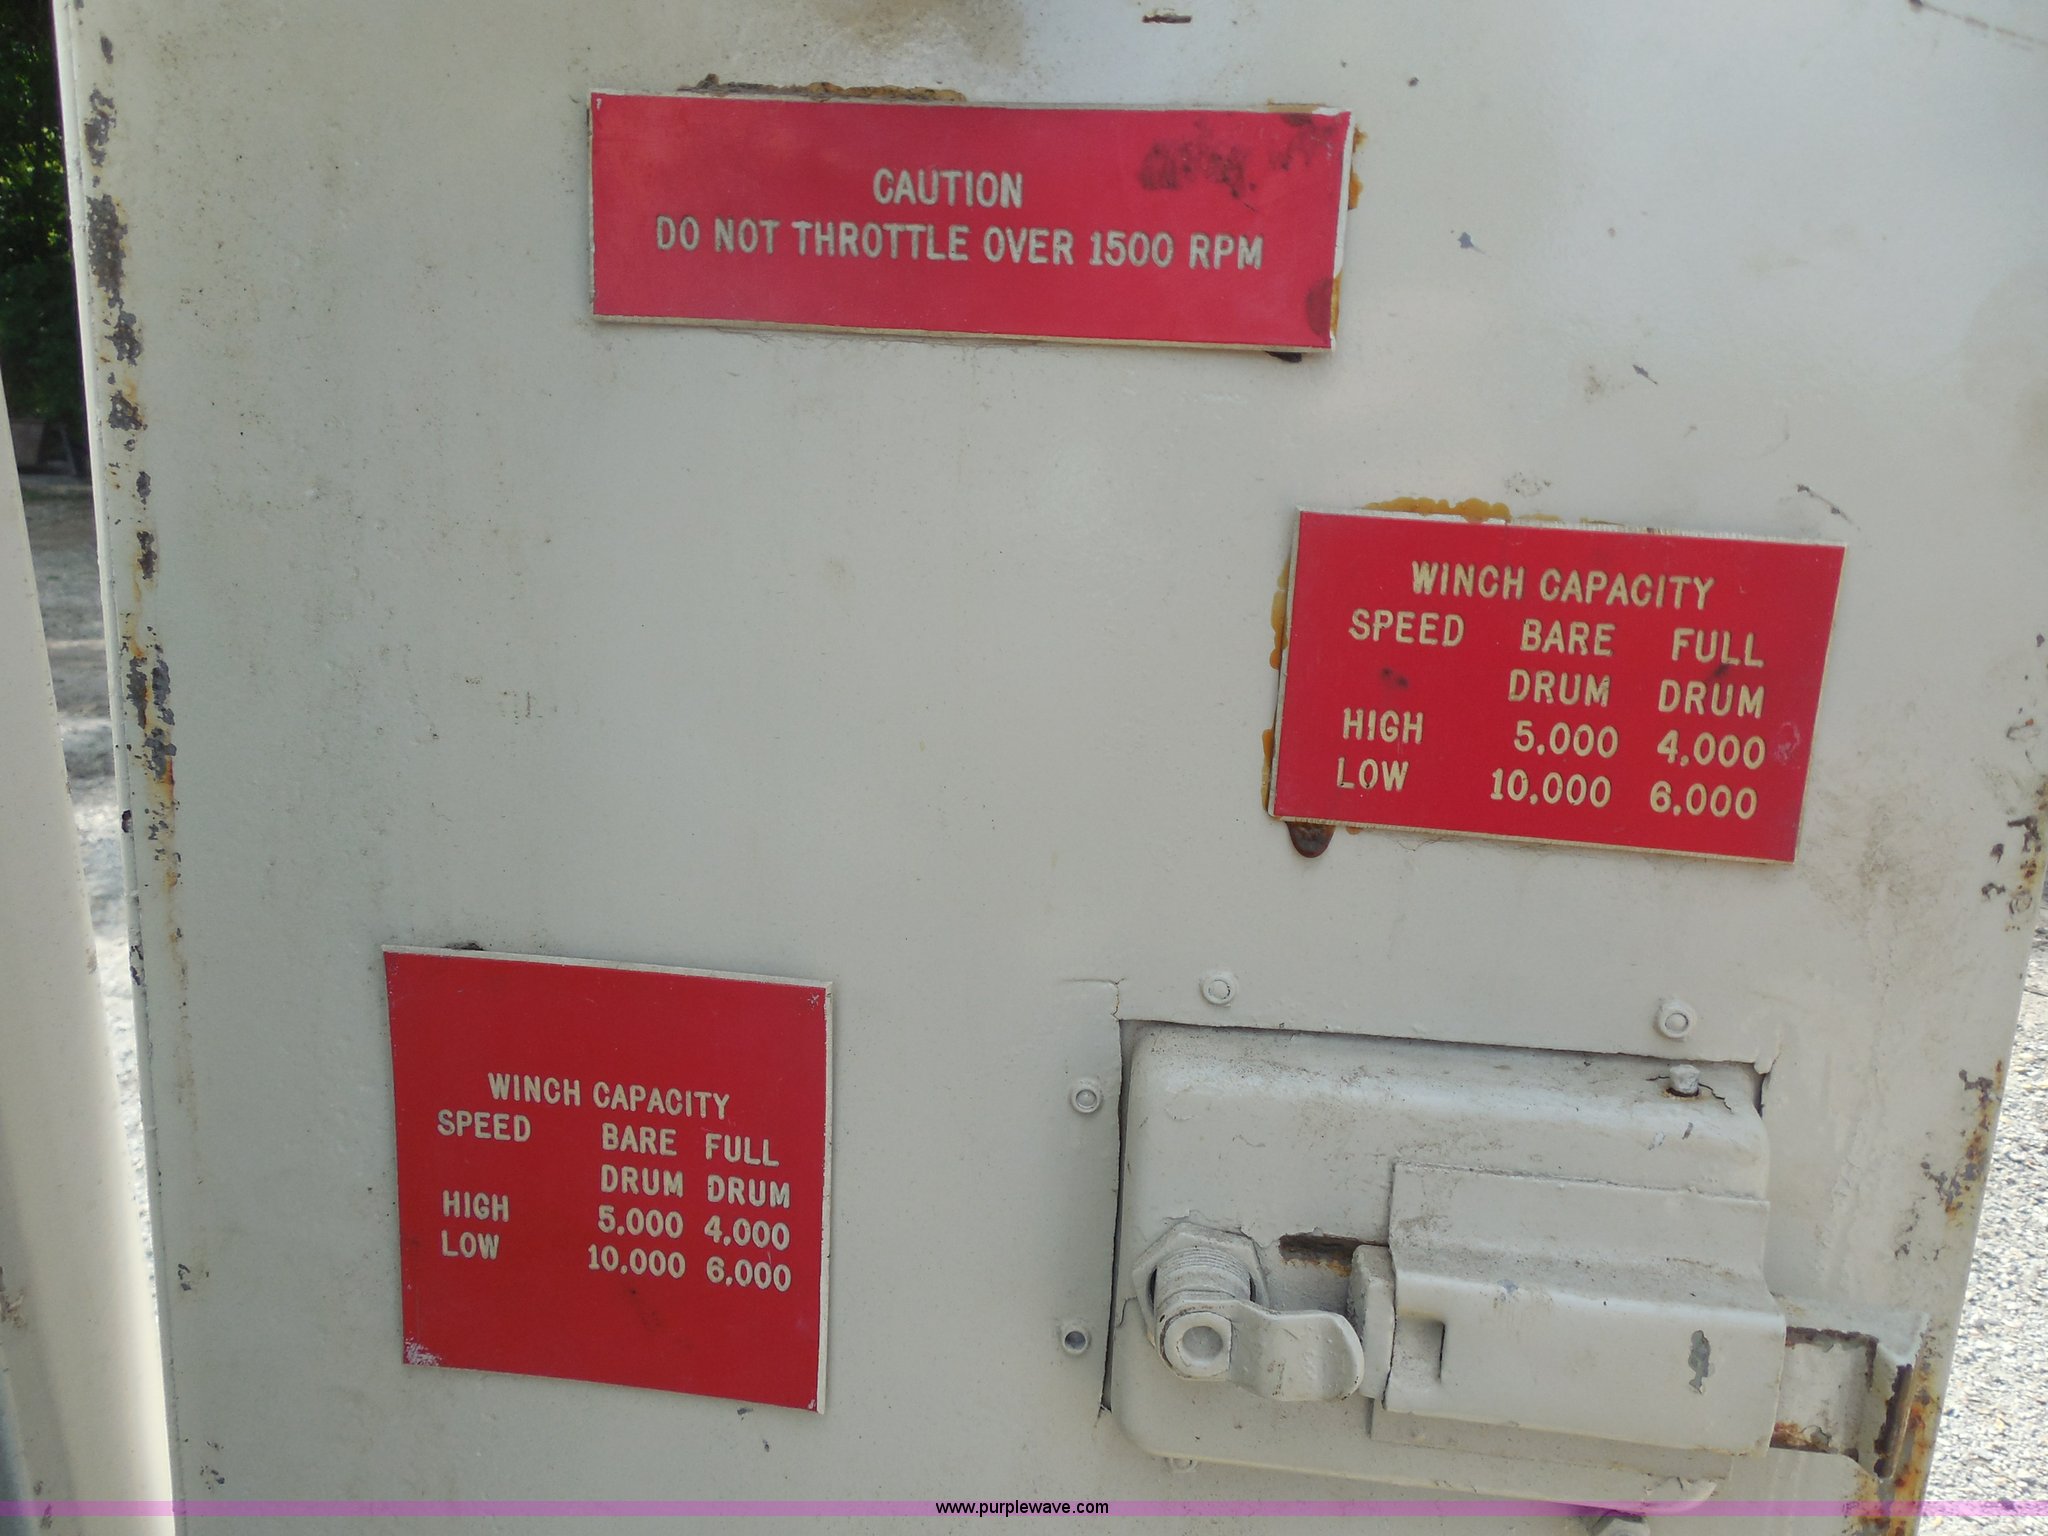 CAUTION
DO NOT THROTTLE OVER 1500 RPM
WINCH CAPACITY
SPEED BARE FULL
DRUM DRUM
HIGH 5,000 4,000
LOW 10,000 6,000
WINCH CAPACITY
SPEED BARE FULL
DRUM DRUM
HIGH 5,000 4,000
LOW 10,000 6,000
www.purplewave.com